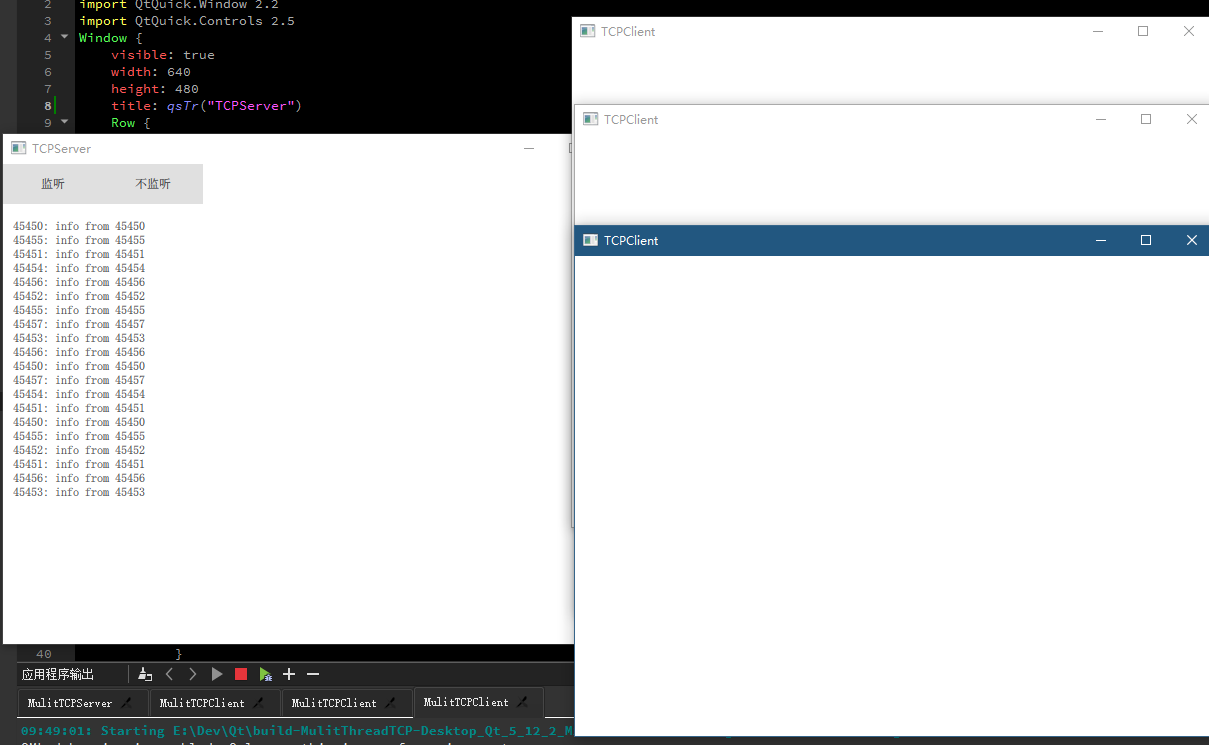 2 import QtQuick.Window 2.2
3 import QtQuick.Controls 2.5
4 Window {
5 visible: true
6 width: 640
7 height: 480
8 title: qsTr("TCPServer")
9 Row {
TCPServer
监听 不监听
45450: info from 45450
45455: info from 45455
45451: info from 45451
45454: info from 45454
45456: info from 45456
45452: info from 45452
45455: info from 45455
45457: info from 45457
45453: info from 45453
45456: info from 45456
45450: info from 45450
45457: info from 45457
45454: info from 45454
45451: info from 45451
45450: info from 45450
45455: info from 45455
45452: info from 45452
45451: info from 45451
45456: info from 45456
45453: info from 45453
TCPClient
TCPClient
TCPClient
40 }
应用程序输出
MulitTCPServer MulitTCPClient MulitTCPClient MulitTCPClient
09:49:01: Starting E:\Dev\Qt\build-MulitThreadTCP-Desktop_Qt_5_12_2_M